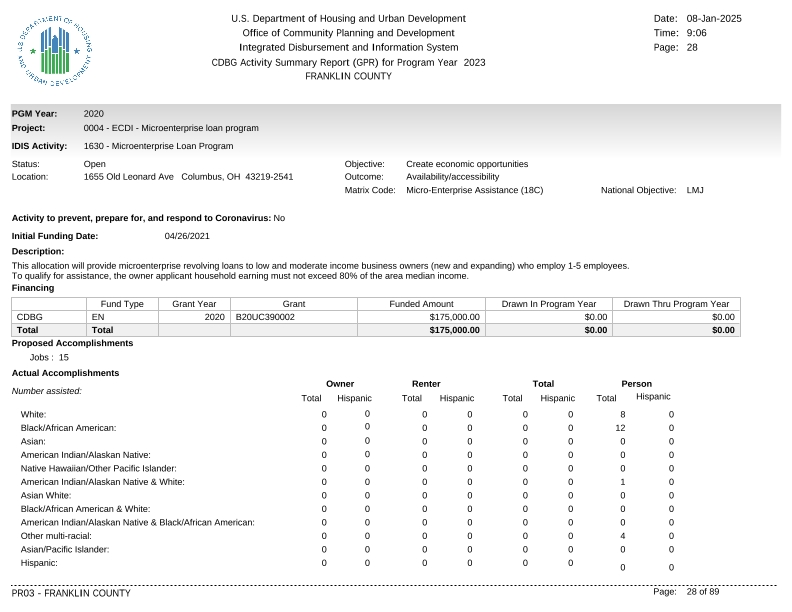 U.S. DEPARTMENT OF HOUSING AND URBAN DEVELOPMENT
U.S. Department of Housing and Urban Development
Office of Community Planning and Development
Integrated Disbursement and Information System
CDBG Activity Summary Report (GPR) for Program Year 2023
FRANKLIN COUNTY
Date: 08-Jan-2025
Time: 9:06
Page: 28
PGM Year: 2020
Project: 0004 - ECDI - Microenterprise loan program
IDIS Activity: 1630 - Microenterprise Loan Program
Status: Open Objective: Create economic opportunities
Location: 1655 Old Leonard Ave Columbus, OH 43219-2541 Outcome: Availability/accessibility
Matrix Code: Micro-Enterprise Assistance (18C) National Objective: LMJ
Activity to prevent, prepare for, and respond to Coronavirus: No
Initial Funding Date: 04/26/2021
Description:
This allocation will provide microenterprise revolving loans to low and moderate income business owners (new and expanding) who employ 1-5 employees.
To qualify for assistance, the owner applicant household earning must not exceed 80% of the area median income.
Financing
Fund Type Grant Year Grant Funded Amount Drawn In Program Year Drawn Thru Program Year
CDBG EN 2020 B20UC390002 $175,000.00 $0.00 $0.00
Total Total $175,000.00 $0.00 $0.00
Proposed Accomplishments
Jobs : 15
Actual Accomplishments
Number assisted: Owner Renter Total Person
Total Hispanic Total Hispanic Total Hispanic Total Hispanic
White: 0 0 0 0 0 0 8 0
Black/African American: 0 0 0 0 0 0 12 0
Asian: 0 0 0 0 0 0 0 0
American Indian/Alaskan Native: 0 0 0 0 0 0 0 0
Native Hawaiian/Other Pacific Islander: 0 0 0 0 0 0 0 0
American Indian/Alaskan Native & White: 0 0 0 0 0 0 1 0
Asian White: 0 0 0 0 0 0 0 0
Black/African American & White: 0 0 0 0 0 0 0 0
American Indian/Alaskan Native & Black/African American: 0 0 0 0 0 0 0 0
Other multi-racial: 0 0 0 0 0 0 4 0
Asian/Pacific Islander: 0 0 0 0 0 0 0 0
Hispanic: 0 0 0 0 0 0 0 0
PR03 - FRANKLIN COUNTY Page: 28 of 89